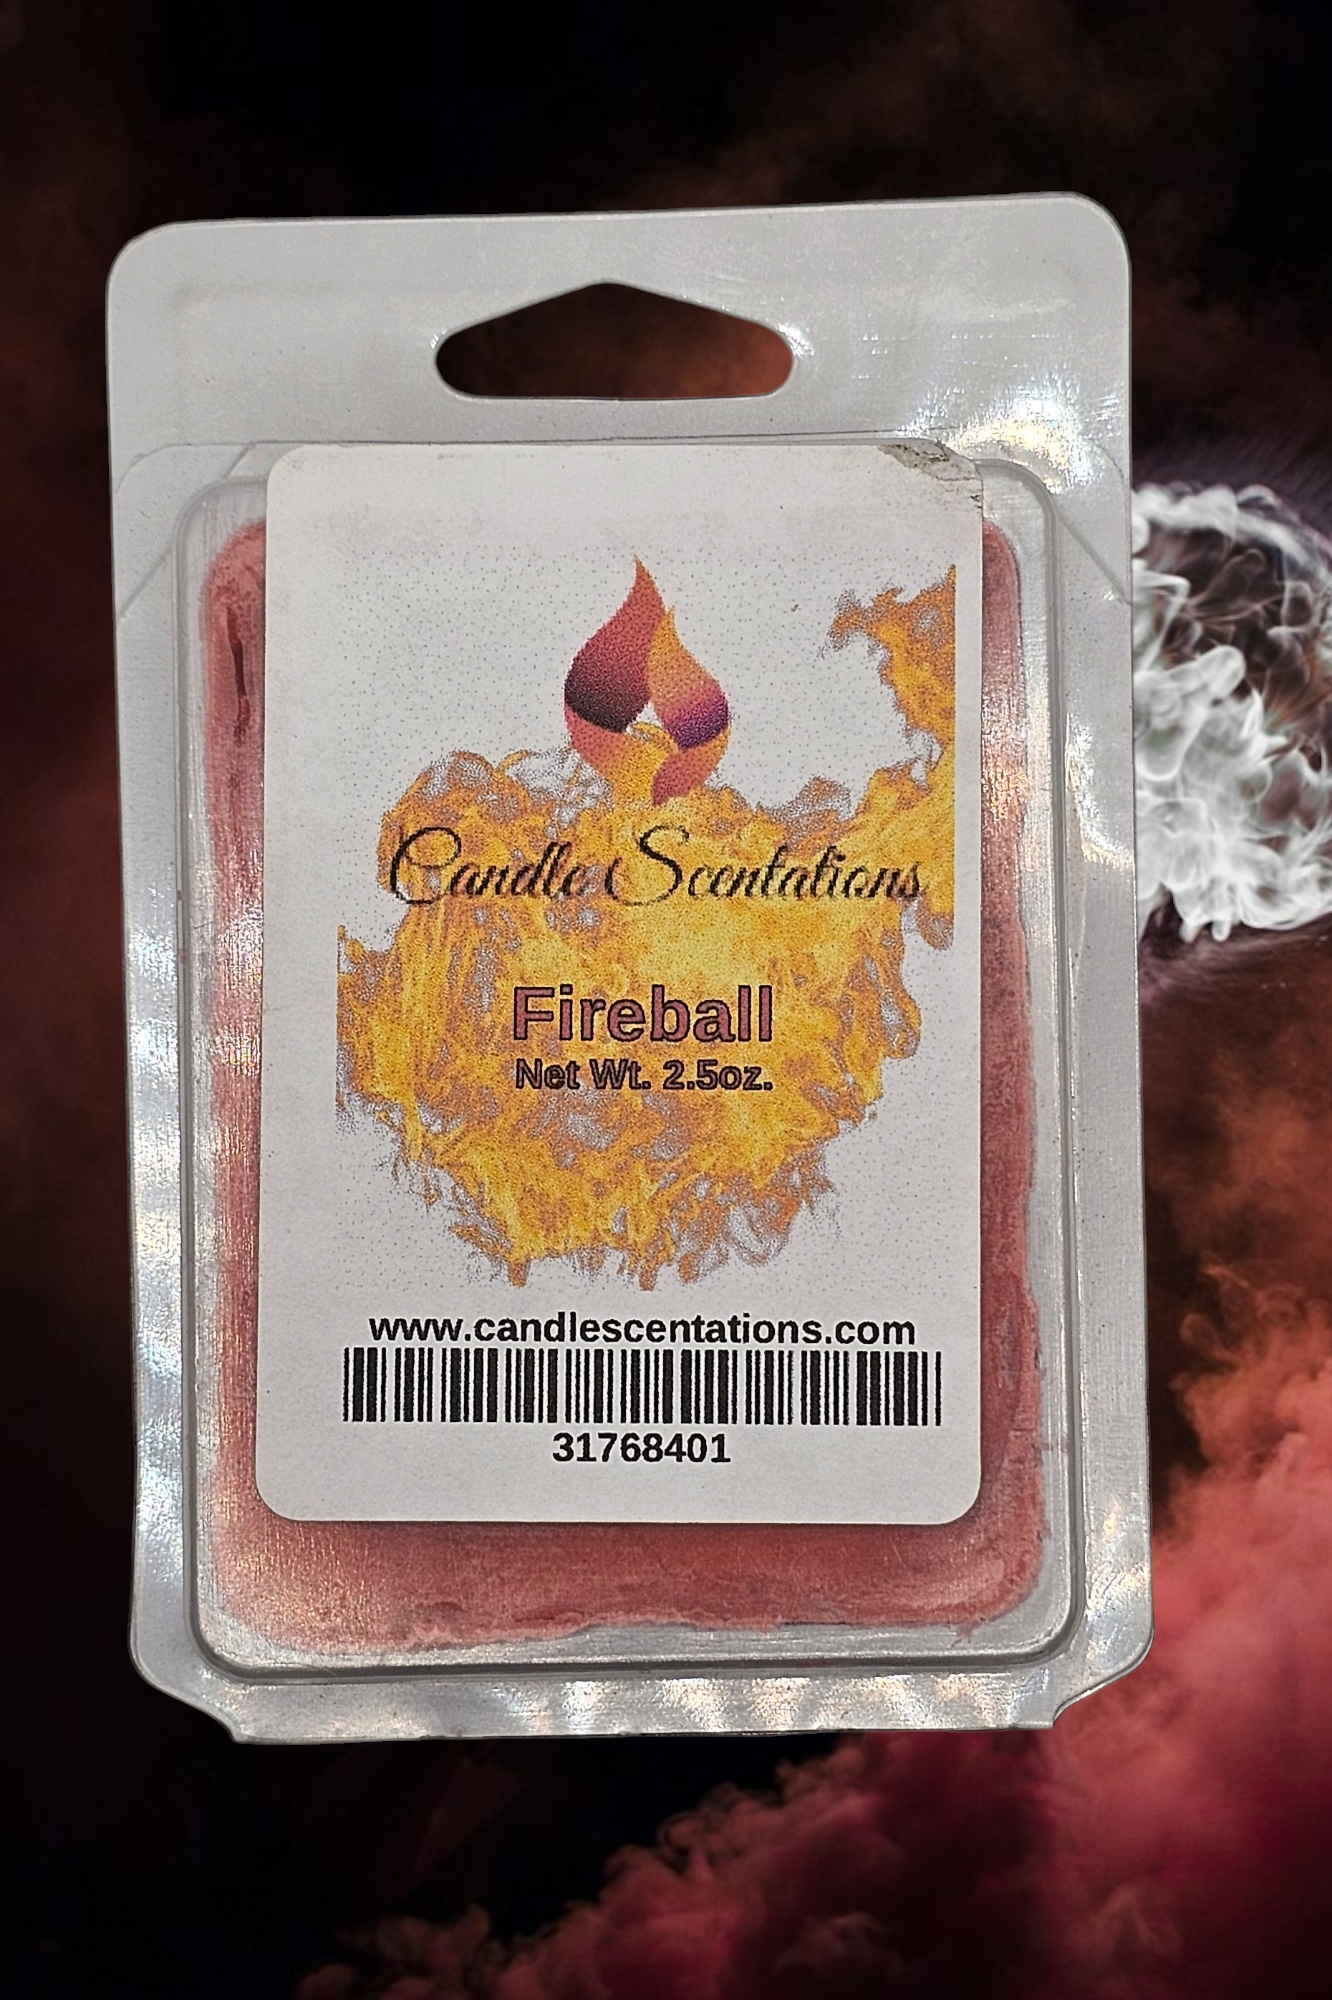 Candle Scentations
Fireball
Net Wt. 2.5oz.
www.candlescentations.com
31768401